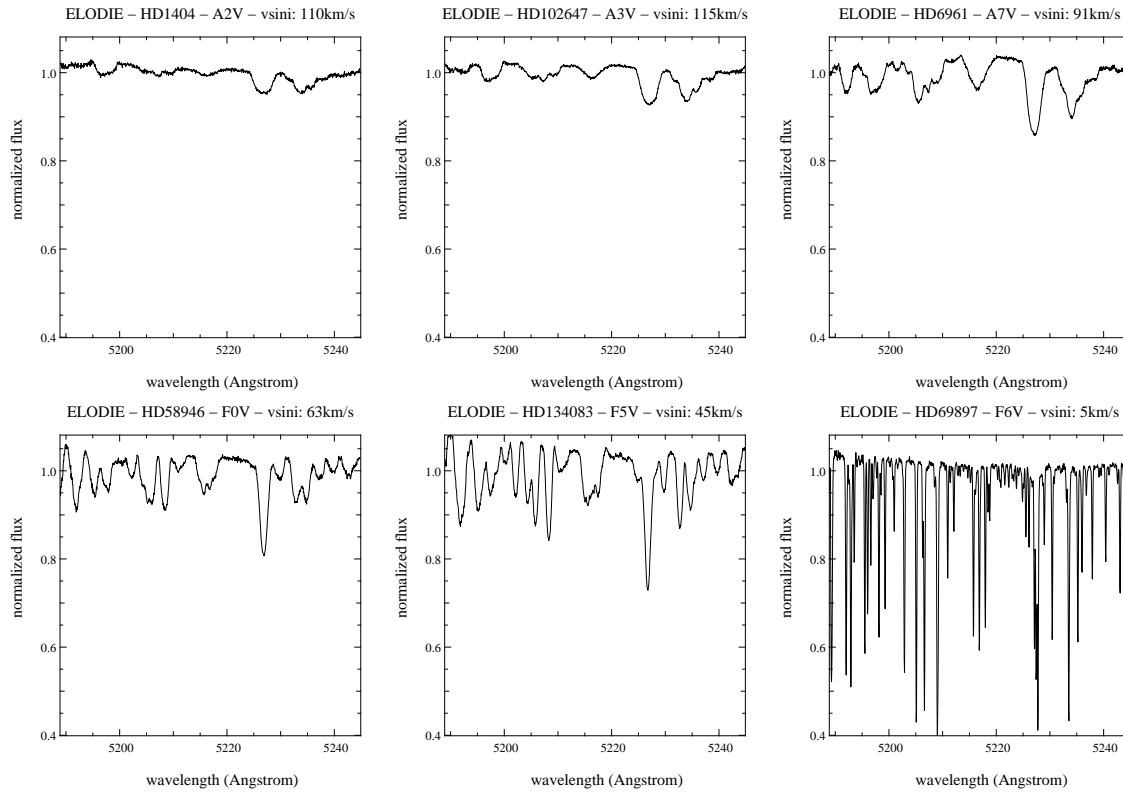 ELODIE – HD1404 – A2V – vsini: 110km/s
normalized flux
1.0
0.8
0.6
0.4
5200 5220 5240
wavelength (Angstrom)
ELODIE – HD102647 – A3V – vsini: 115km/s
normalized flux
1.0
0.8
0.6
0.4
5200 5220 5240
wavelength (Angstrom)
ELODIE – HD6961 – A7V – vsini: 91km/s
normalized flux
1.0
0.8
0.6
0.4
5200 5220 5240
wavelength (Angstrom)
ELODIE – HD58946 – F0V – vsini: 63km/s
normalized flux
1.0
0.8
0.6
0.4
5200 5220 5240
wavelength (Angstrom)
ELODIE – HD134083 – F5V – vsini: 45km/s
normalized flux
1.0
0.8
0.6
0.4
5200 5220 5240
wavelength (Angstrom)
ELODIE – HD69897 – F6V – vsini: 5km/s
normalized flux
1.0
0.8
0.6
0.4
5200 5220 5240
wavelength (Angstrom)